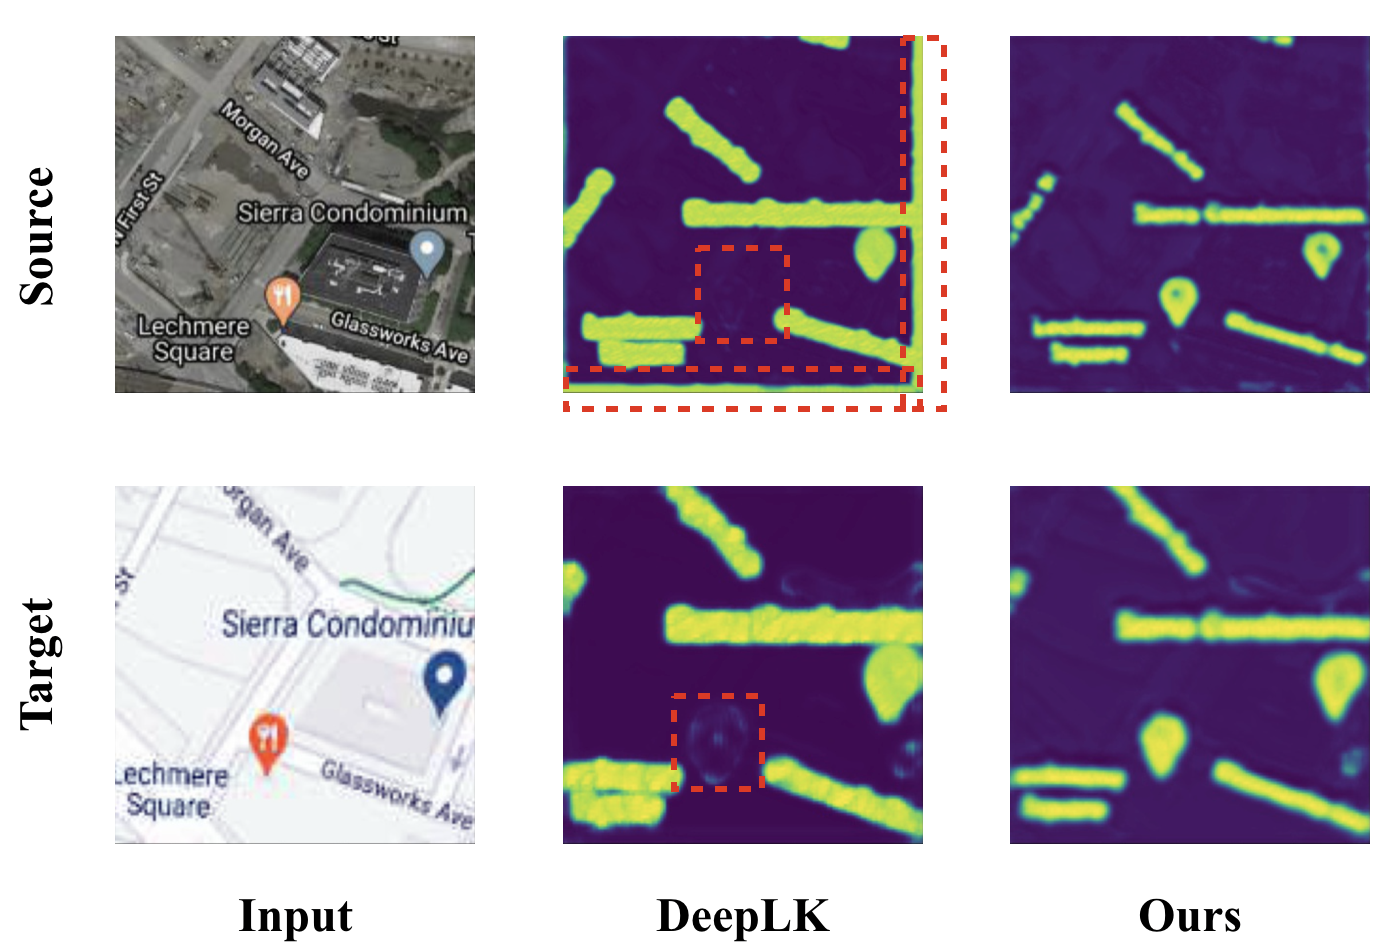 Source
Morgan Ave
First St
Sierra Condominium
Lechmere
Square
Glassworks Ave
Target
organ Ave
St
Sierra Condominiu
Lechmere
Square
Glassworks Ave
Input
DeepLK
Ours